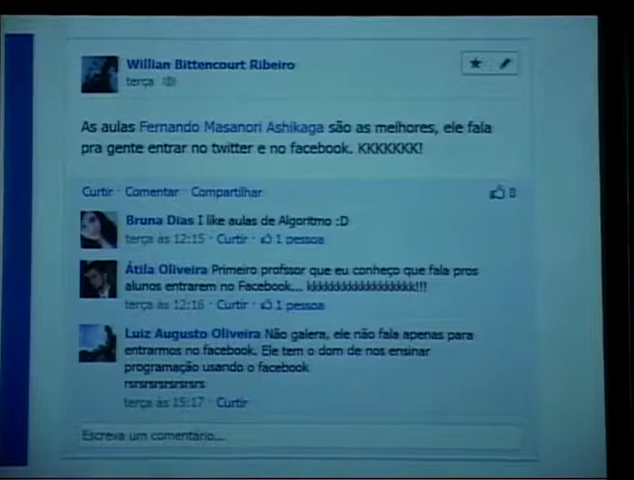 Willian Bittencourt Ribeiro
terça
As aulas Fernando Masanori Ashikaga são as melhores, ele fala
pra gente entrar no twitter e no facebook. KKKKKKK!
Curtir · Comentar · Compartilhar
8
Bruna Dias I like aulas de Algoritmo :D
terça às 12:15 · Curtir · 1 pessoa
Átila Oliveira Primeiro profssor que eu conheço que fala pros
alunos entrarem no Facebook... kkkkkkkkkkkkkkkkkk!!!
terça às 12:16 · Curtir · 1 pessoa
Luiz Augusto Oliveira Não galera, ele não fala apenas para
entrarmos no facebook. Ele tem o dom de nos ensinar
programação usando o facebook
rsrsrsrsrsrsrs
terça às 15:17 · Curtir
Escreva um comentário...